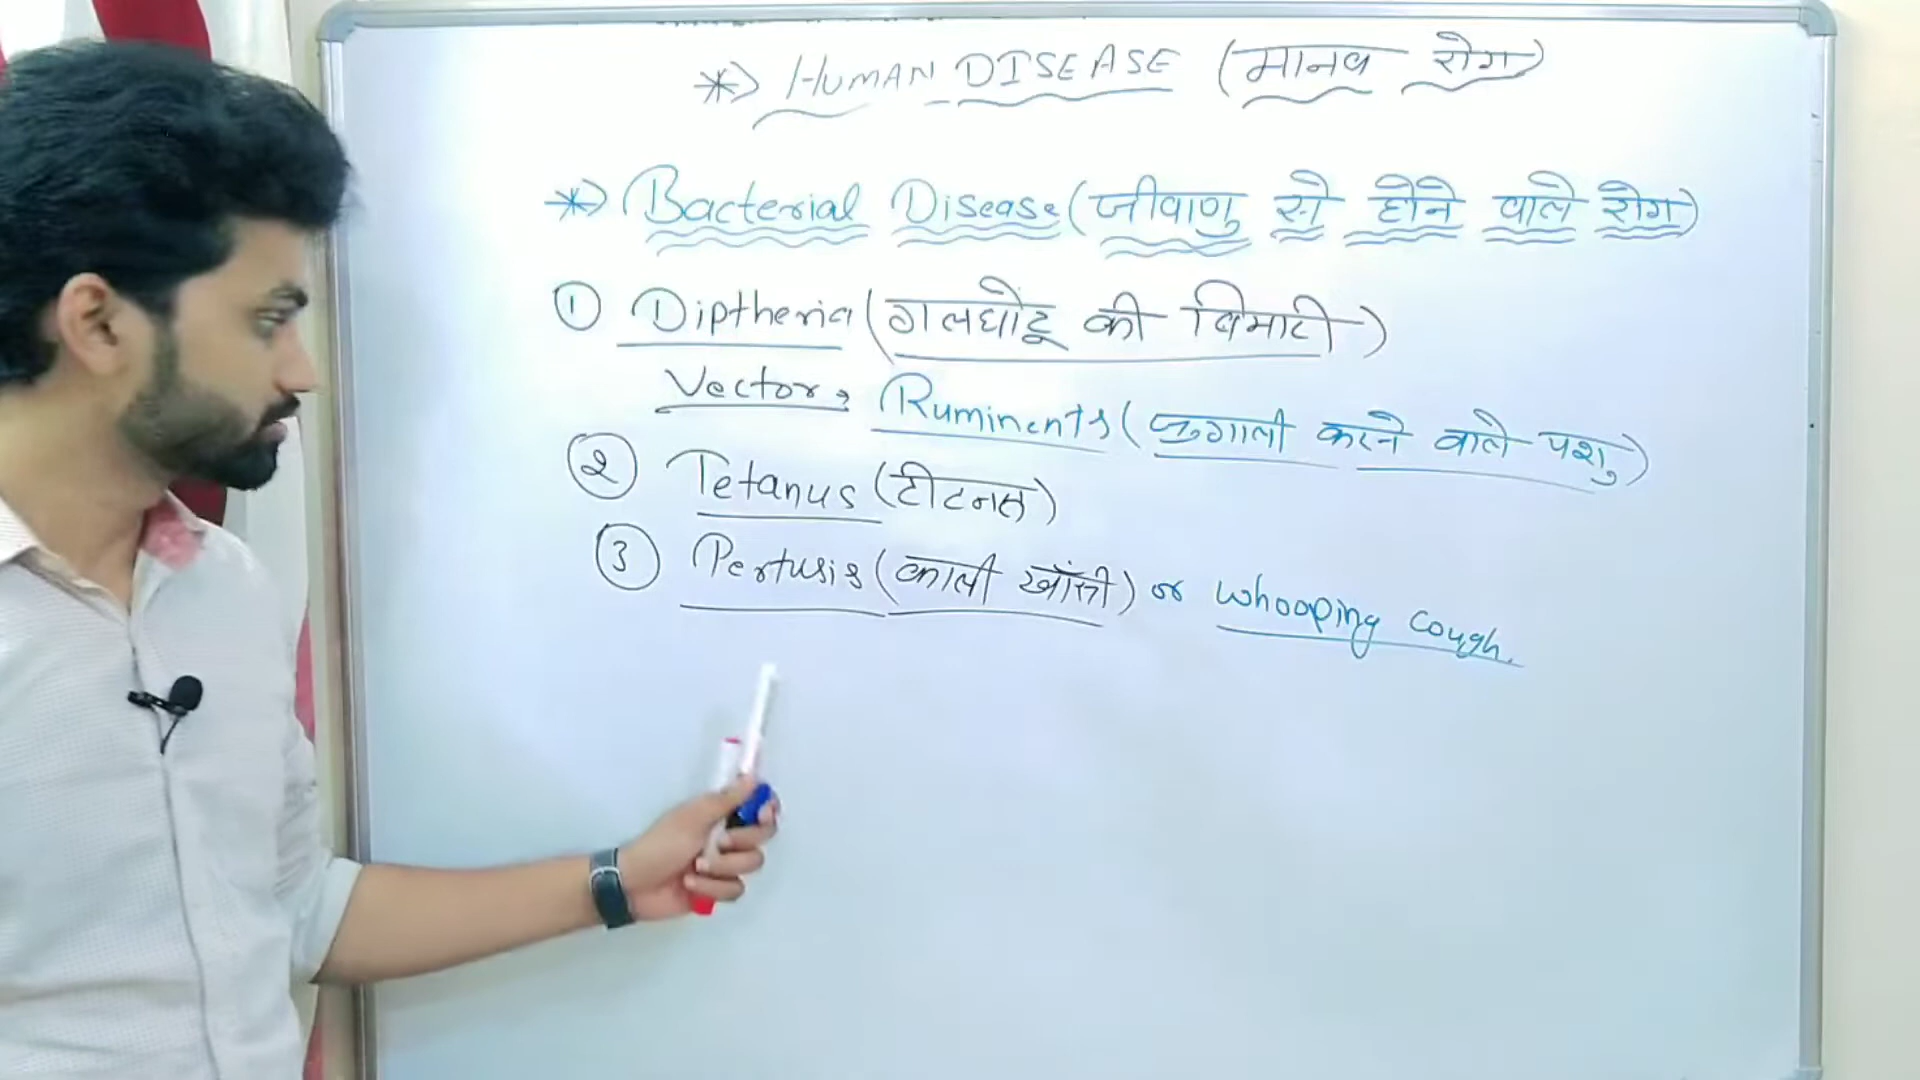 *> HUMAN DISEASE (मानव रोग)
*> Bacterial Disease (जीवाणु से होने वाले रोग)
① Diptheria (गलघोटू की बिमारी)
Vector, Ruminents (जुगाली करने वाले पशु)
② Tetanus (टीटनस)
③ Pertusis (काली खाँसी) or whooping cough.